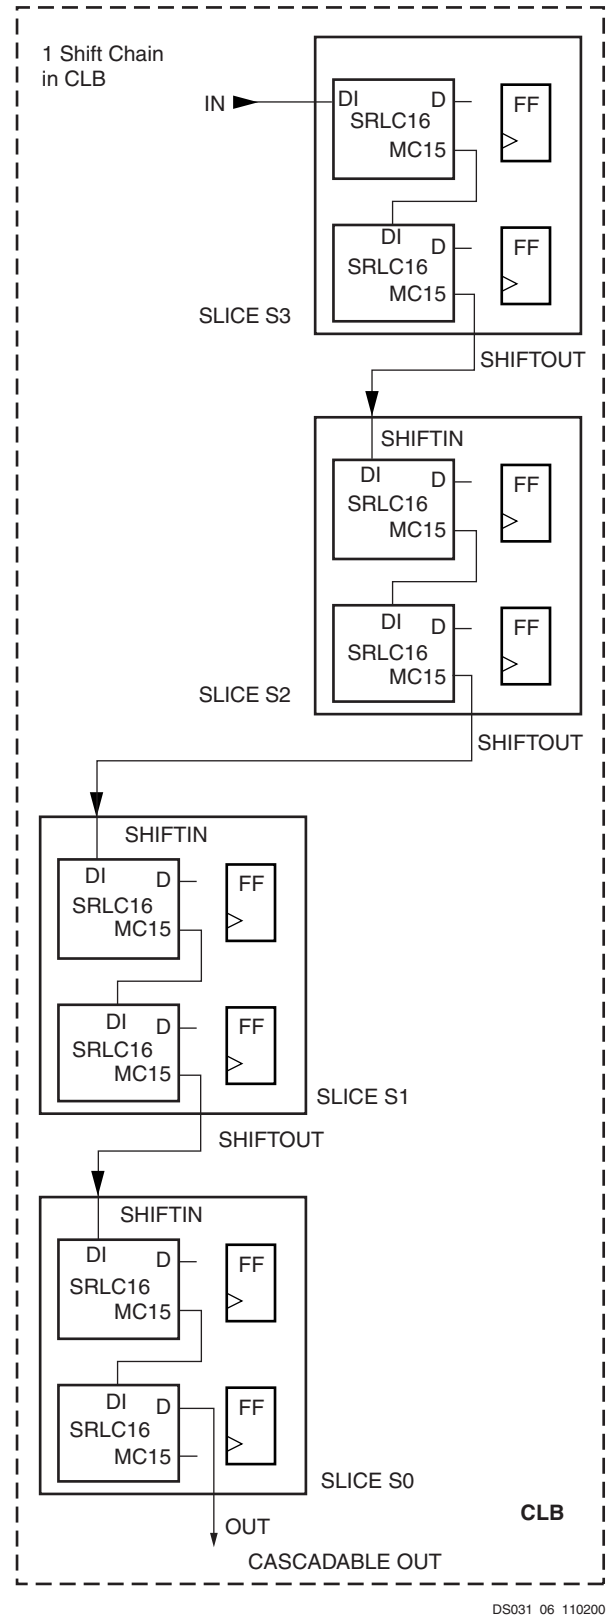 1 Shift Chain
in CLB
IN
DI
D
SRLC16
MC15
FF
DI
D
SRLC16
MC15
FF
SLICE S3
SHIFTOUT
SHIFTIN
DI
D
SRLC16
MC15
FF
DI
D
SRLC16
MC15
FF
SLICE S2
SHIFTOUT
SHIFTIN
DI
D
SRLC16
MC15
FF
DI
D
SRLC16
MC15
FF
SLICE S1
SHIFTOUT
SHIFTIN
DI
D
SRLC16
MC15
FF
DI
D
SRLC16
MC15
FF
SLICE S0
OUT
CLB
CASCADABLE OUT
DS031_06_110200